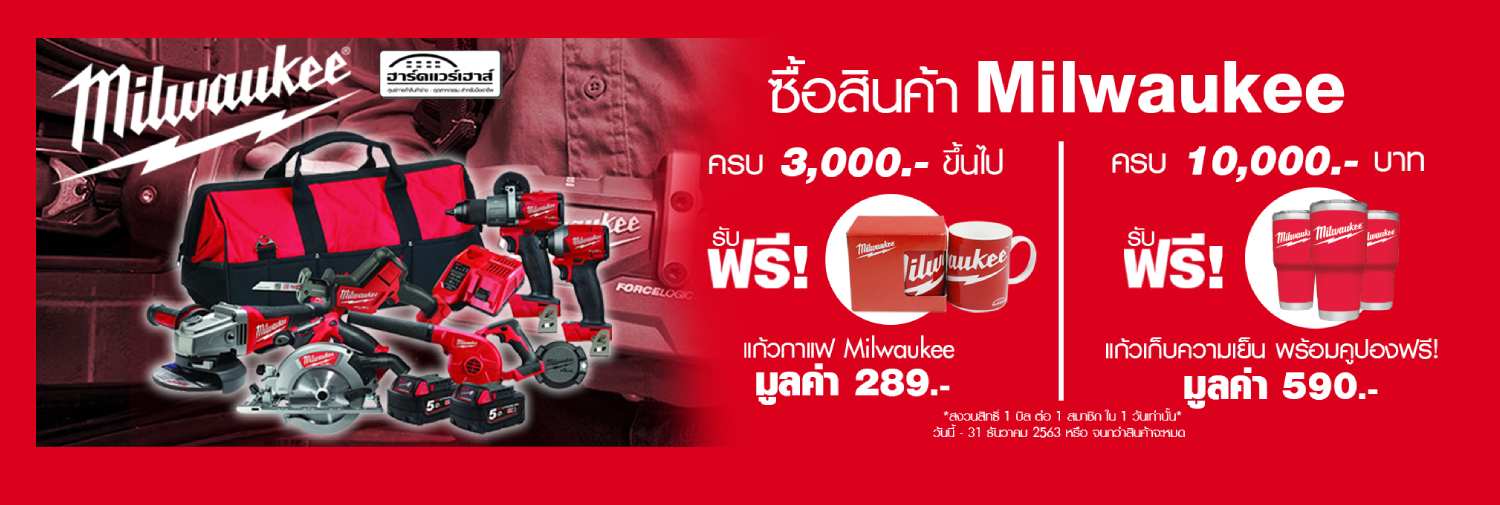 Milwaukee®
ฮาร์ดแวร์เฮาส์
ซื้อสินค้า Milwaukee
ครบ 3,000.- ขึ้นไป
รับ
ฟรี!
Milwaukee
แก้วกาแฟ Milwaukee
มูลค่า 289.-
ครบ 10,000.- บาท
รับ
ฟรี!
Milwaukee
แก้วเก็บความเย็น พร้อมคูปองฟรี!
มูลค่า 590.-
*สงวนสิทธิ์ 1 บิล ต่อ 1 สมาชิก ใน 1 วันเท่านั้น*
วันนี้ - 31 ธันวาคม 2563 หรือ จนกว่าสินค้าจะหมด
FORCELOGIC
Milwaukee
5.0
5.0